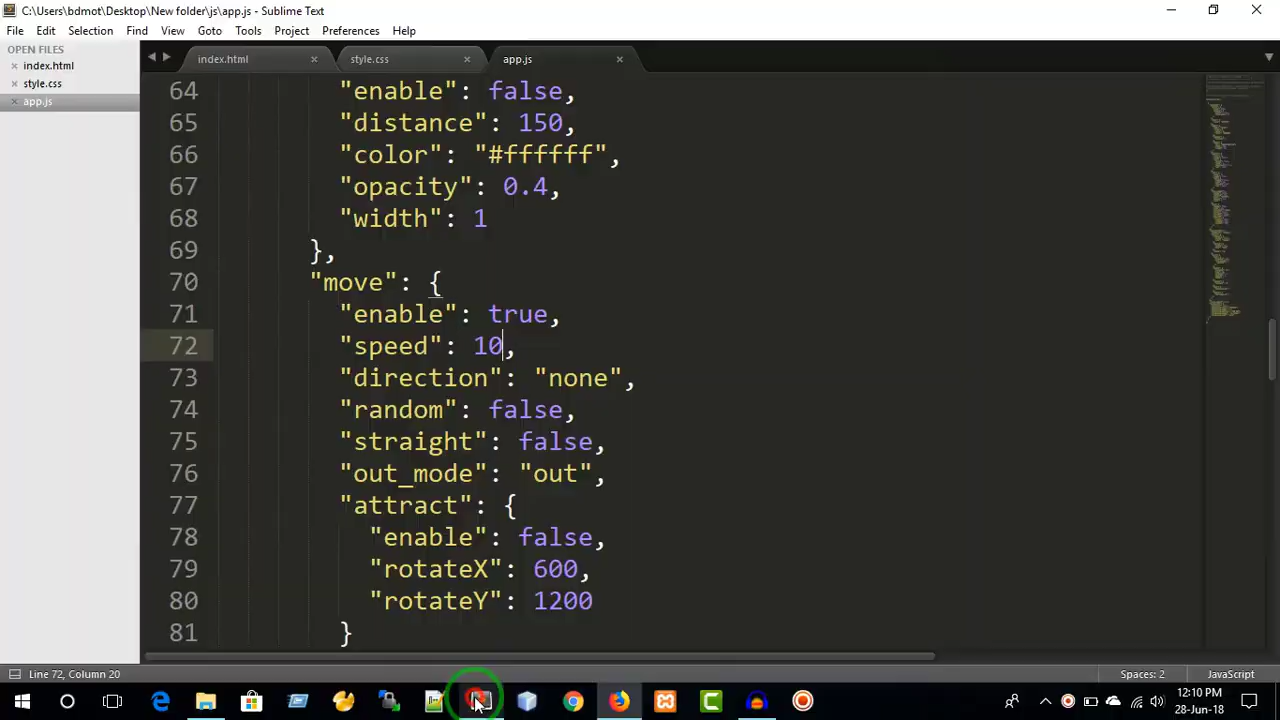 C:\Users\bdmot\Desktop\New folder\js\app.js - Sublime Text
File Edit Selection Find View Goto Tools Project Preferences Help
OPEN FILES
index.html
style.css
app.js
index.html style.css app.js
64 "enable": false,
65 "distance": 150,
66 "color": "#ffffff",
67 "opacity": 0.4,
68 "width": 1
69 },
70 "move": {
71 "enable": true,
72 "speed": 10,
73 "direction": "none",
74 "random": false,
75 "straight": false,
76 "out_mode": "out",
77 "attract": {
78 "enable": false,
79 "rotateX": 600,
80 "rotateY": 1200
81 }
Line 72, Column 20 Spaces: 2 JavaScript
12:10 PM
28-Jun-18